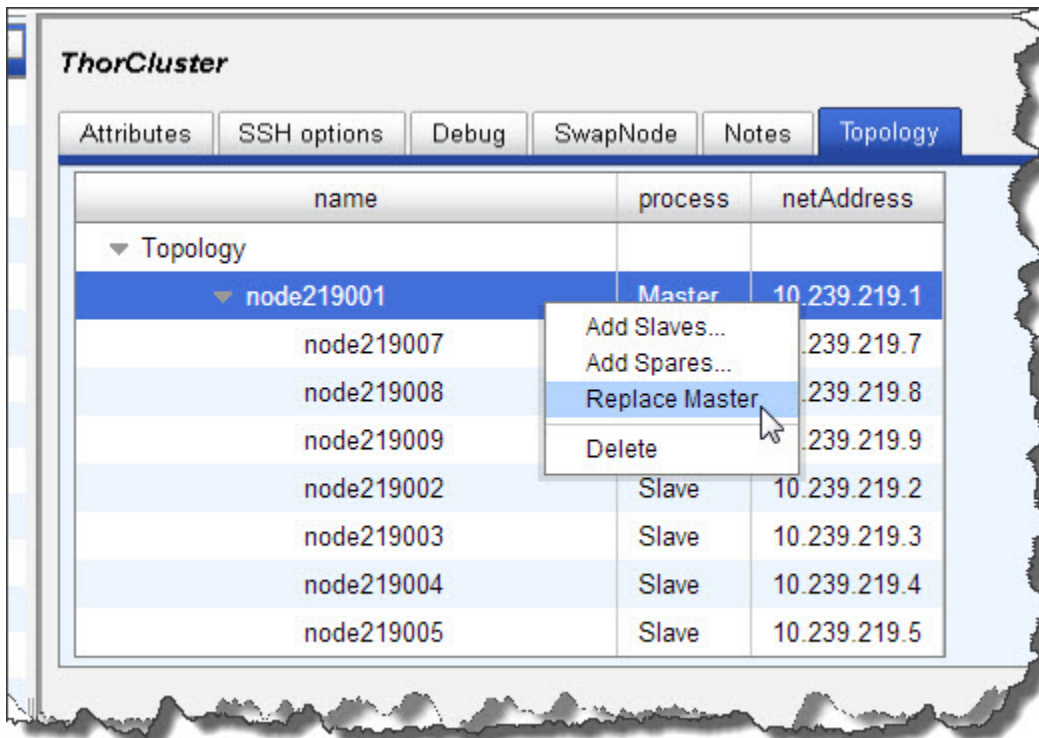 ThorCluster
Attributes SSH options Debug SwapNode Notes Topology
name process netAddress
Topology
node219001 Master 10.239.219.1
Add Slaves...
node219007 .239.219.7
Add Spares...
node219008 .239.219.8
Replace Master
node219009 .239.219.9
Delete
node219002 Slave 10.239.219.2
node219003 Slave 10.239.219.3
node219004 Slave 10.239.219.4
node219005 Slave 10.239.219.5